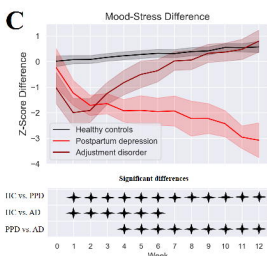 C
Mood-Stress Difference
Z-Score Difference
1
0
−1
−2
−3
−4
Healthy controls
Postpartum depression
Adjustment disorder
Significant differences
HC vs. PPD
HC vs. AD
PPD vs. AD
0 1 2 3 4 5 6 7 8 9 10 11 12
Week